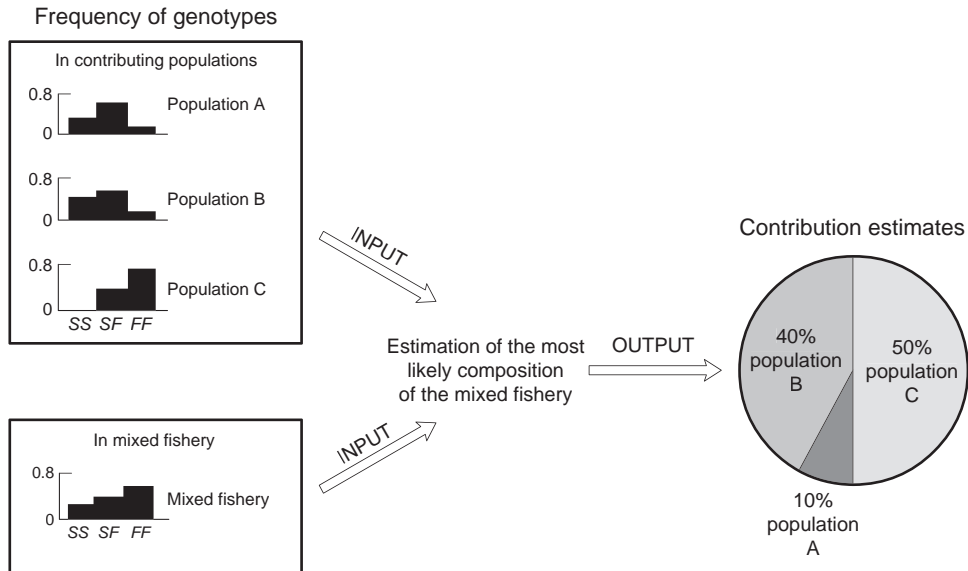 Frequency of genotypes
In contributing populations
0.8
Population A
0
0.8
Population B
0
0.8
Population C
0
SS SF FF
INPUT
In mixed fishery
0.8
Mixed fishery
0
SS SF FF
INPUT
Estimation of the most
likely composition
of the mixed fishery
OUTPUT
Contribution estimates
40%
population
B
50%
population
C
10%
population
A